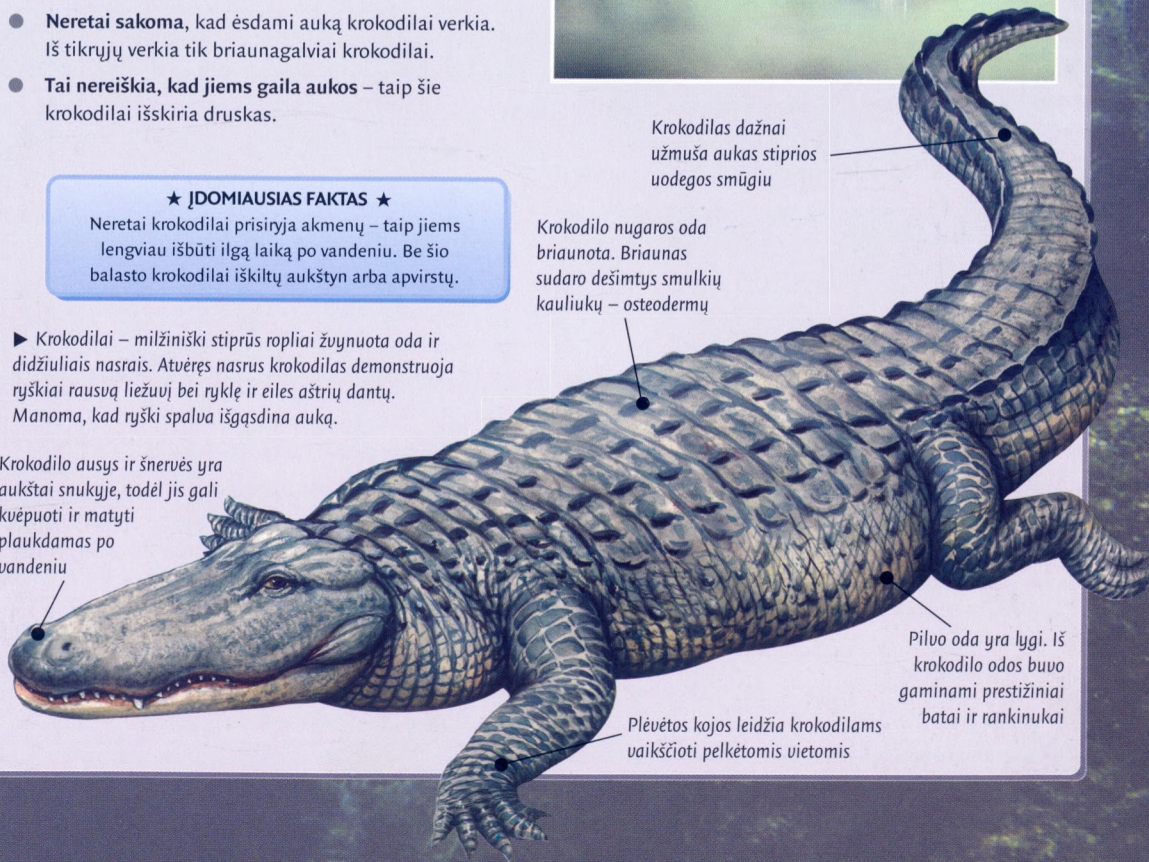 Neretai sakoma, kad ėsdami auką krokodilai verkia.
Iš tikrųjų verkia tik briaunagalviai krokodilai.
Tai nereiškia, kad jiems gaila aukos – taip šie
krokodilai išskiria druskas.
★ ĮDOMIAUSIAS FAKTAS ★
Neretai krokodilai prisiryja akmenų – taip jiems
lengviau išbūti ilgą laiką po vandeniu. Be šio
balasto krokodilai iškiltų aukštyn arba apvirstų.
▶ Krokodilai – milžiniški stiprūs ropliai žvynuota oda ir
didžiuliais nasrais. Atvėręs nasrus krokodilas demonstruoja
ryškiai rausvą liežuvį bei ryklę ir eiles aštrių dantų.
Manoma, kad ryški spalva išgąsdina auką.
Krokodilo ausys ir šnervės yra
aukštai snukyje, todėl jis gali
kvėpuoti ir matyti
plaukdamas po
vandeniu
Krokodilas dažnai
užmuša aukas stiprios
uodegos smūgiu
Krokodilo nugaros oda
briaunota. Briaunas
sudaro dešimtys smulkių
kauliukų – osteodermų
Pilvo oda yra lygi. Iš
krokodilo odos buvo
gaminami prestižiniai
batai ir rankinukai
Plėvėtos kojos leidžia krokodilams
vaikščioti pelkėtomis vietomis